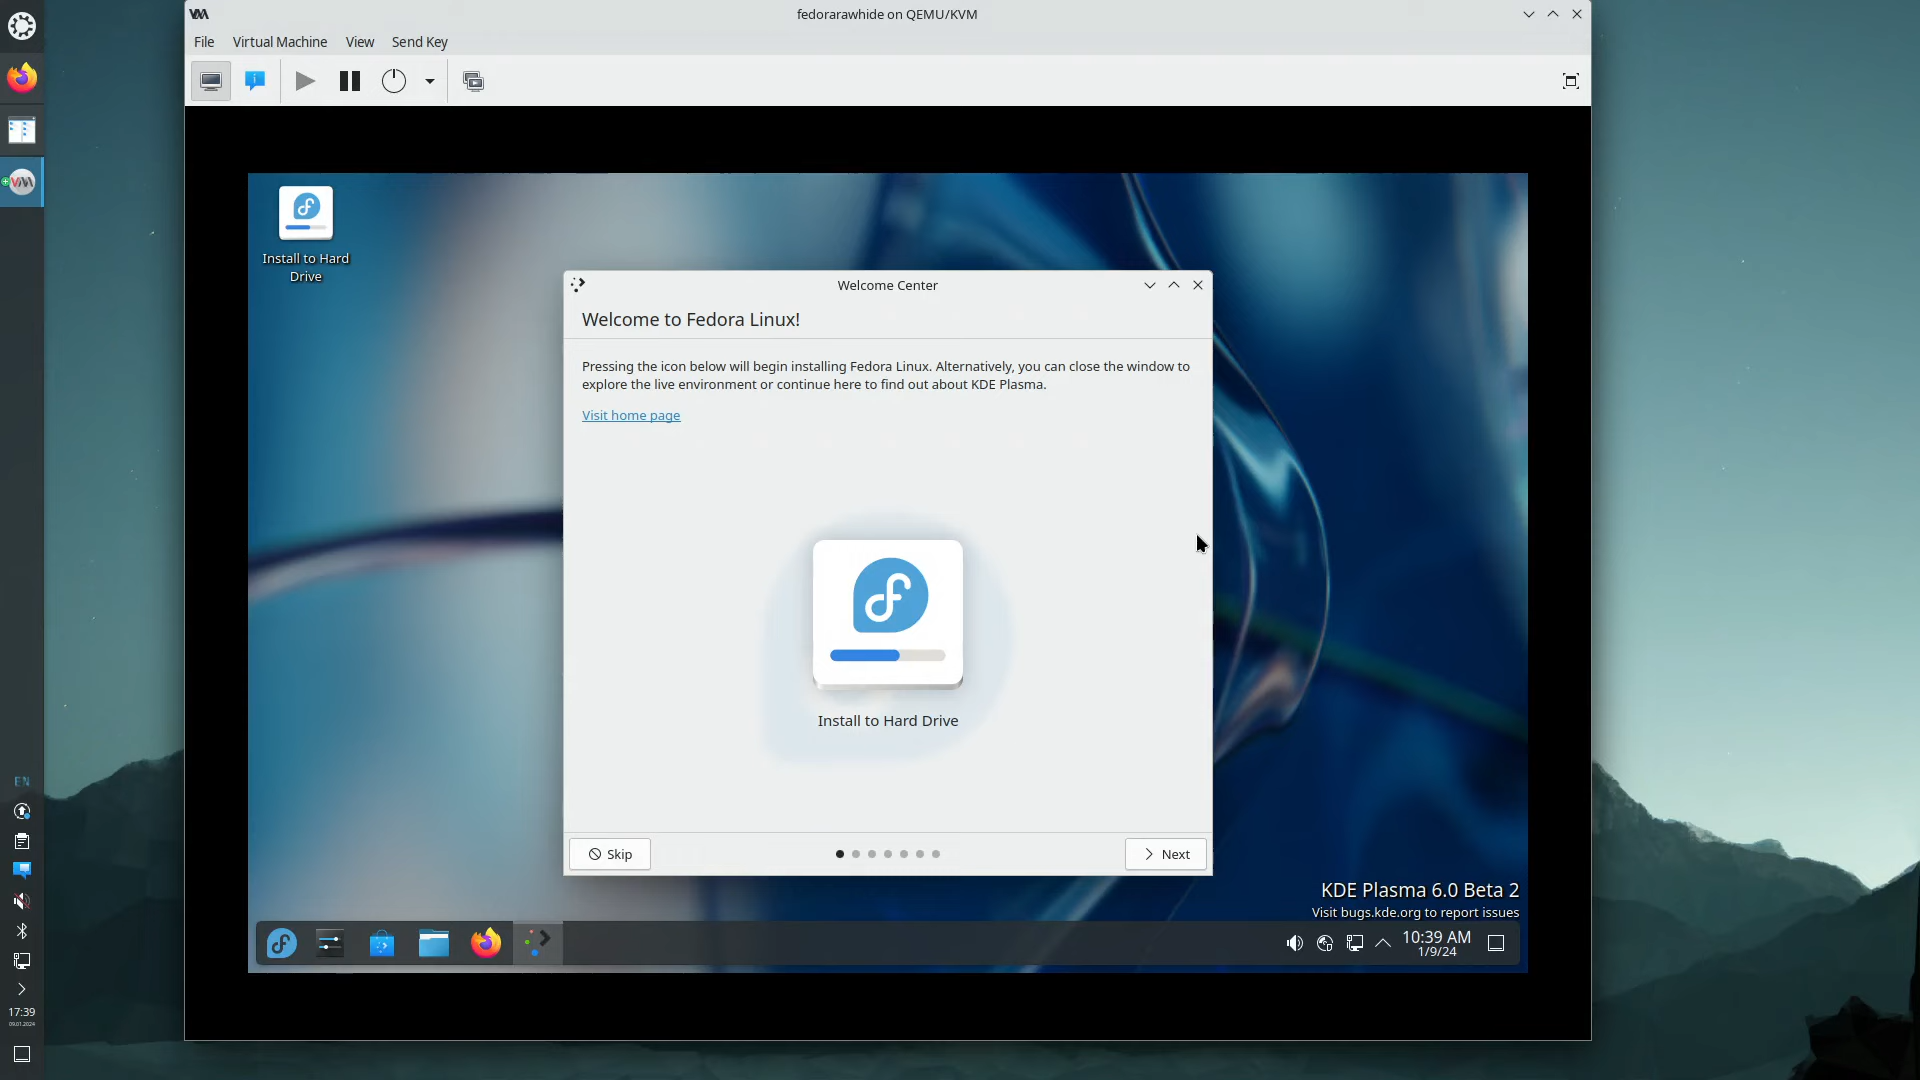 fedorarawhide on QEMU/KVM
File Virtual Machine View Send Key
Install to Hard
Drive
Welcome Center
Welcome to Fedora Linux!
Pressing the icon below will begin installing Fedora Linux. Alternatively, you can close the window to
explore the live environment or continue here to find out about KDE Plasma.
Visit home page
Install to Hard Drive
Skip
Next
KDE Plasma 6.0 Beta 2
Visit bugs.kde.org to report issues
10:39 AM
1/9/24
EN
17:39
09.01.2024